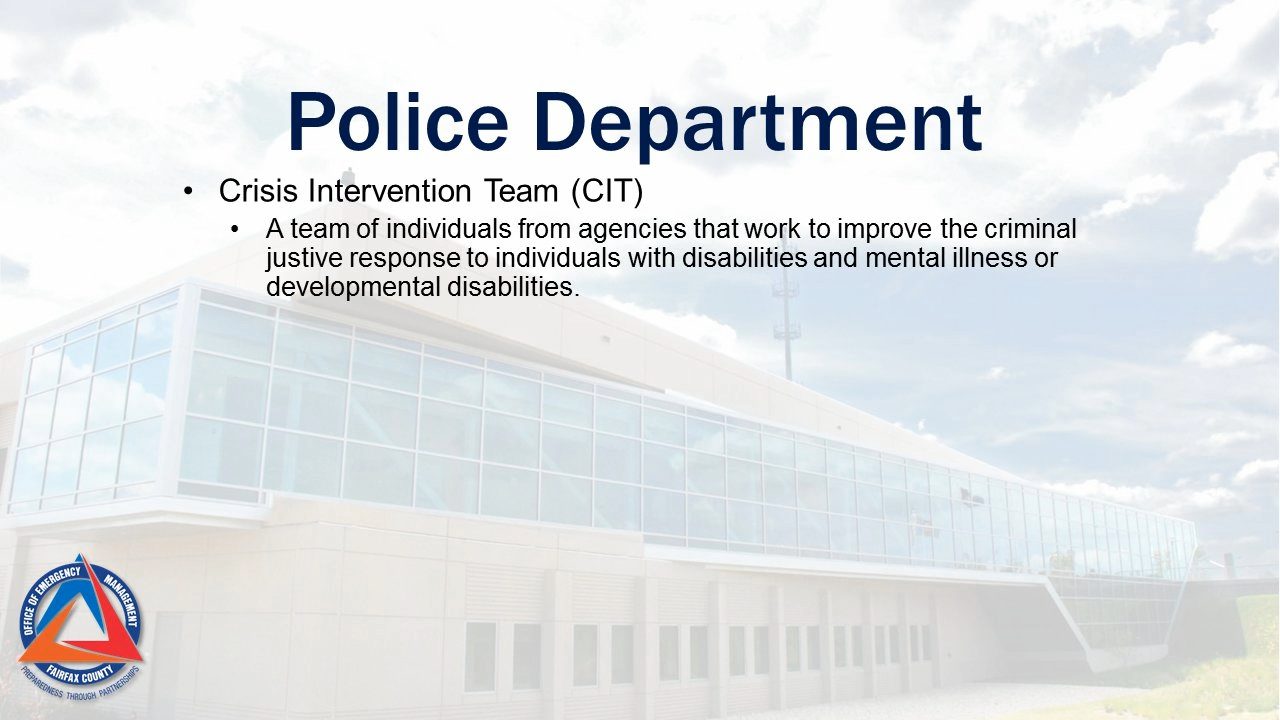 Police Department
• Crisis Intervention Team (CIT)
• A team of individuals from agencies that work to improve the criminal
justive response to individuals with disabilities and mental illness or
developmental disabilities.
OFFICE OF EMERGENCY MANAGEMENT
FAIRFAX COUNTY
PREPAREDNESS THROUGH PARTNERSHIPS